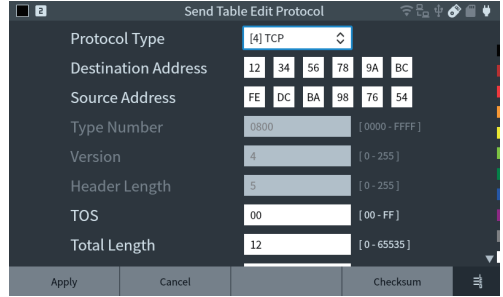 2 Send Table Edit Protocol
Protocol Type [4] TCP
Destination Address 12 34 56 78 9A BC
Source Address FE DC BA 98 76 54
Type Number 0800 [ 0000 - FFFF ]
Version 4 [ 0 - 255 ]
Header Length 5 [ 0 - 255 ]
TOS 00 [ 00 - FF ]
Total Length 12 [ 0 - 65535 ]
Apply Cancel Checksum